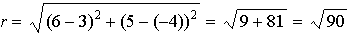 r = √((6 − 3)² + (5 − (−4))²) = √(9 + 81) = √90